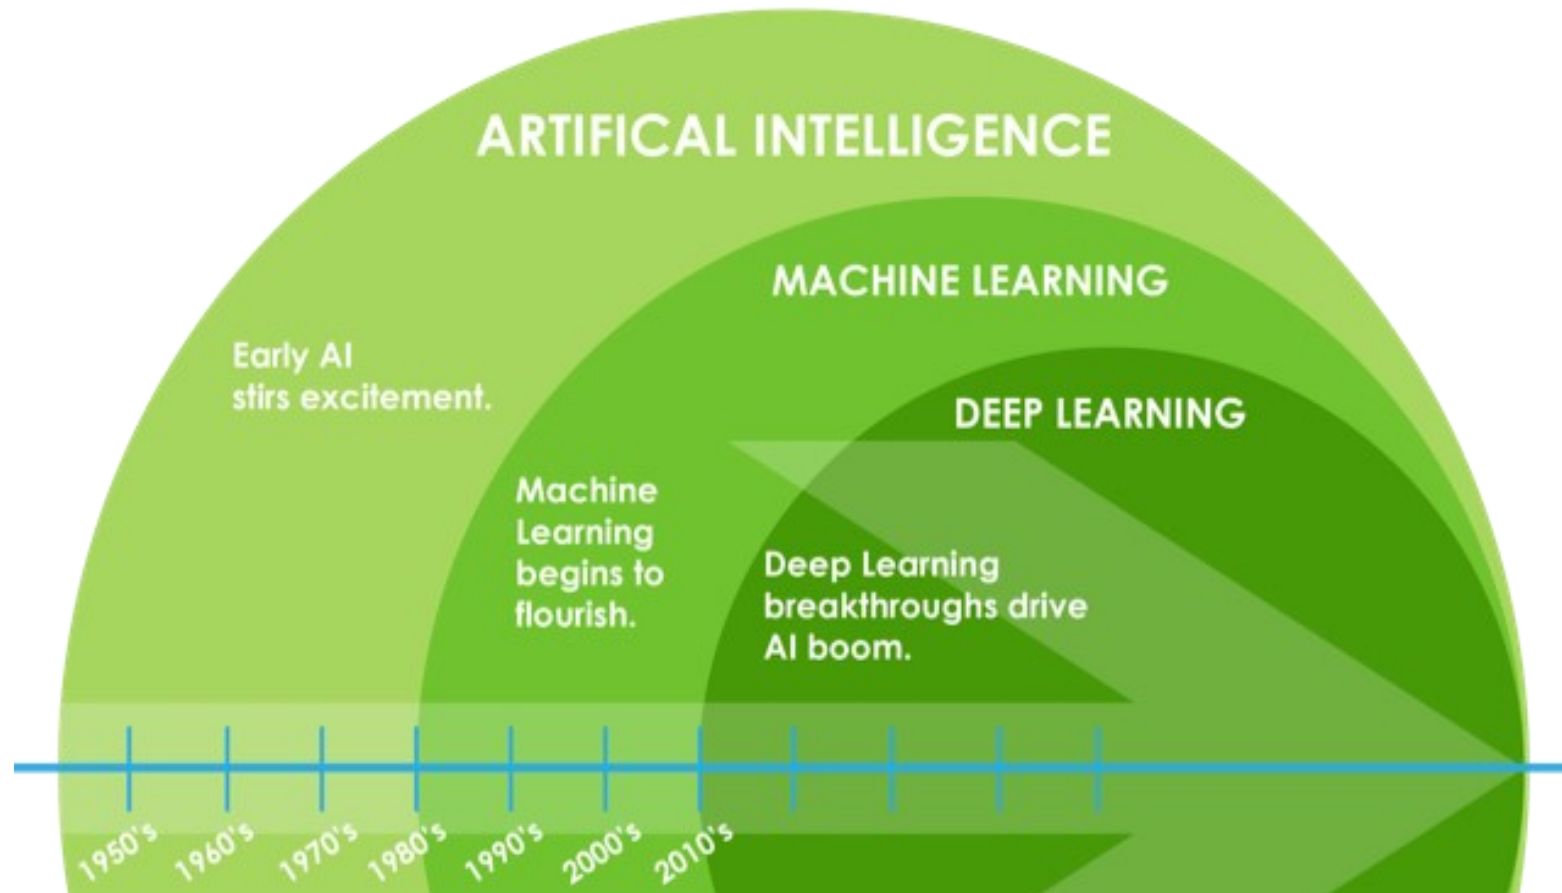 ARTIFICAL INTELLIGENCE
MACHINE LEARNING
DEEP LEARNING
Early AI
stirs excitement.
Machine
Learning
begins to
flourish.
Deep Learning
breakthroughs drive
AI boom.
1950's
1960's
1970's
1980's
1990's
2000's
2010's